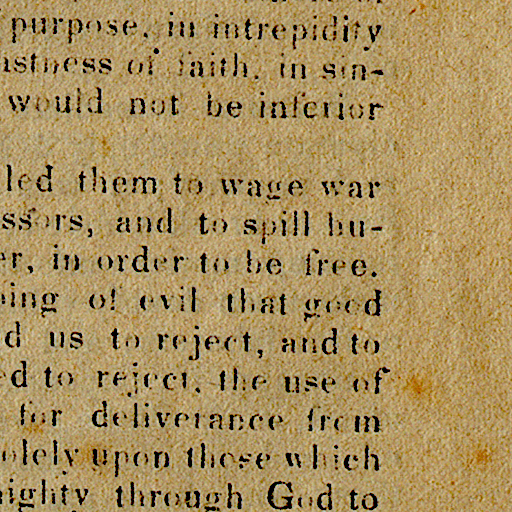 purpose, in intrepidity
astness of faith, in sin-
would not be inferior
led them to wage war
ssors, and to spill hu-
er, in order to be free.
oing of evil that good
d us to reject, and to
ed to reject, the use of
for deliverance from
olely upon those which
nighty through God to